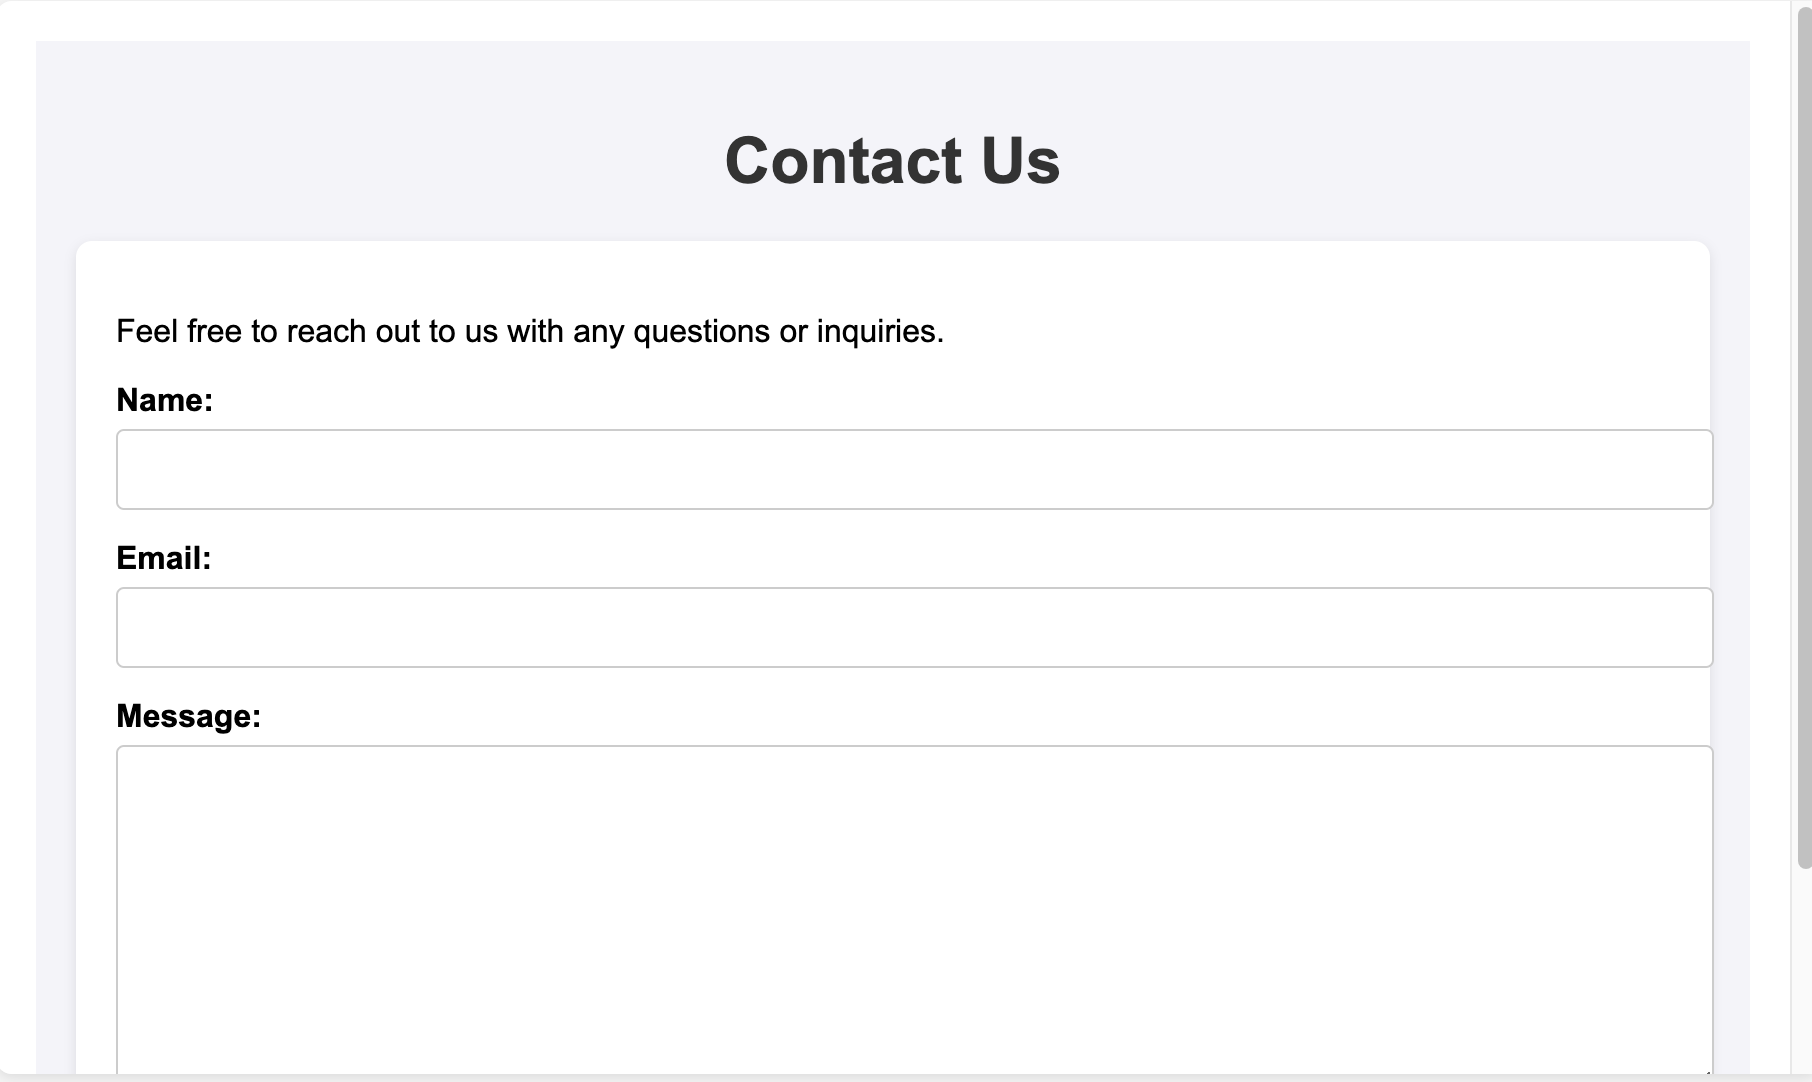 Contact Us
Feel free to reach out to us with any questions or inquiries.
Name:
Email:
Message: